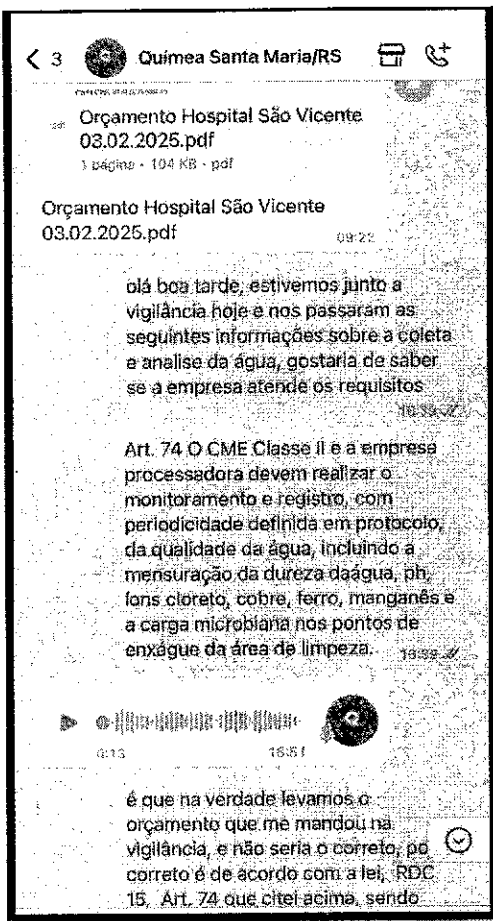 3 Químea Santa Maria/RS
Orçamento Hospital São Vicente
03.02.2025.pdf
1 página • 104 KB • pdf
Orçamento Hospital São Vicente
03.02.2025.pdf
09:22
olá boa tarde, estivemos junto a
vigilância hoje e nos passaram as
seguintes informações sobre a coleta
e analise da água, gostaria de saber
se a empresa atende os requisitos
16:39
Art. 74 O CME Classe II e a empresa
processadora devem realizar o
monitoramento e registro, com
periodicidade definida em protocolo,
da qualidade da água, incluindo a
mensuração da dureza daágua, ph,
íons cloreto, cobre, ferro, manganês e
a carga microbiana nos pontos de
enxágue da área de limpeza.
16:39
0:13
16:51
é que na verdade levamos o
orçamento que me mandou na
vigilância, e não seria o correto, po
correto é de acordo com a lei, RDC
15, Art. 74 que citei acima, sendo